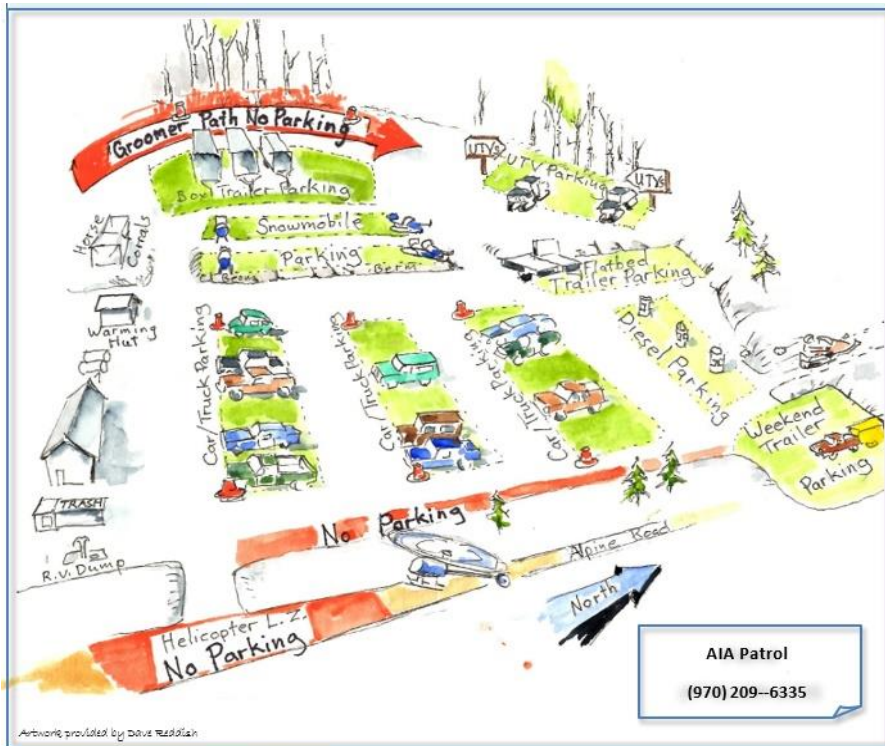 Groomer Path No Parking
Box Trailer Parking
UTVs
UTV Parking
UTVs
Horse
Corrals
Snowmobile
Parking
Berm
Berm
Flatbed
Trailer Parking
Warming
Hut
Car/Truck Parking
Car/Truck Parking
Car/Truck Parking
Diesel Parking
Weekend
Trailer
Parking
TRASH
No Parking
R.V. Dump
Alpine Road
Helicopter L.Z.
No Parking
North
AIA Patrol
(970) 209--6335
Artwork provided by Dave Reddish